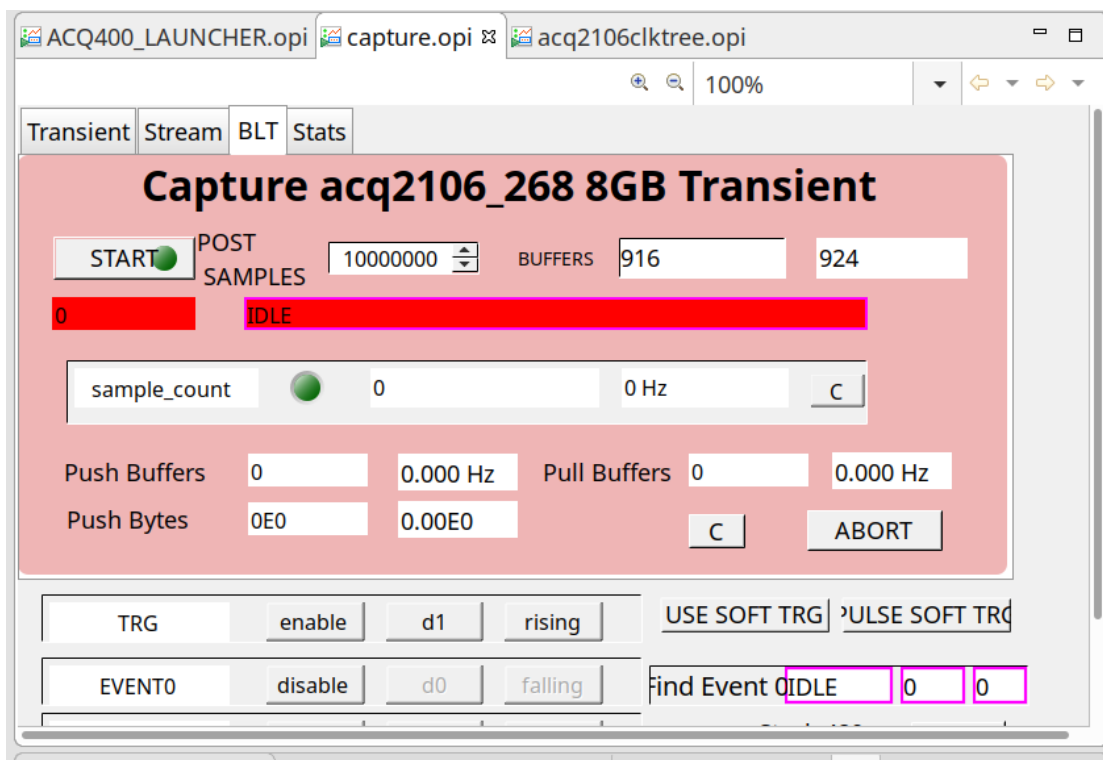 ACQ400_LAUNCHER.opi capture.opi acq2106clktree.opi
100%
Transient Stream BLT Stats
Capture acq2106_268 8GB Transient
START POST SAMPLES 10000000 BUFFERS 916 924
0 IDLE
sample_count 0 0 Hz C
Push Buffers 0 0.000 Hz Pull Buffers 0 0.000 Hz
Push Bytes 0E0 0.00E0 C ABORT
TRG enable d1 rising USE SOFT TRG PULSE SOFT TRG
EVENT0 disable d0 falling Find Event 0 IDLE 0 0